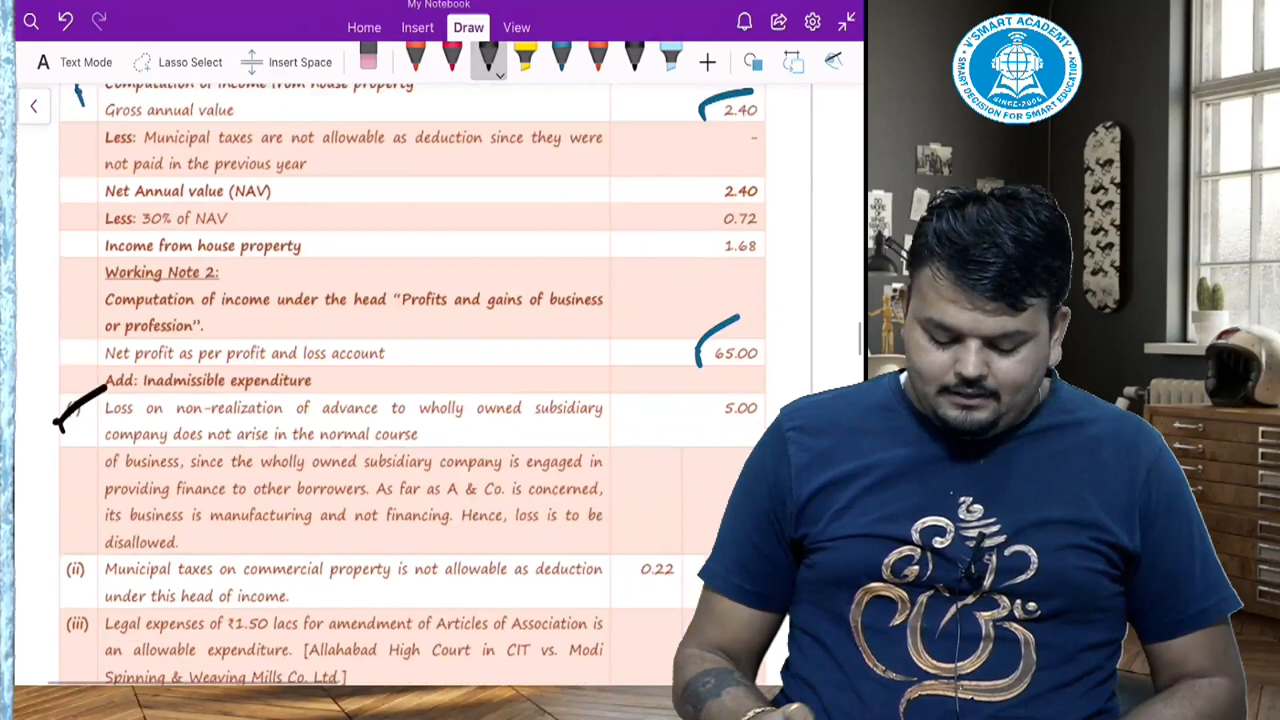 My Notebook
Home Insert Draw View
A Text Mode Lasso Select Insert Space
Computation of income from house property
Gross annual value 2.40
Less: Municipal taxes are not allowable as deduction since they were -
not paid in the previous year
Net Annual value (NAV) 2.40
Less: 30% of NAV 0.72
Income from house property 1.68
Working Note 2:
Computation of income under the head “Profits and gains of business
or profession”.
Net profit as per profit and loss account 65.00
Add: Inadmissible expenditure
Loss on non-realization of advance to wholly owned subsidiary 5.00
company does not arise in the normal course
of business, since the wholly owned subsidiary company is engaged in
providing finance to other borrowers. As far as A & Co. is concerned,
its business is manufacturing and not financing. Hence, loss is to be
disallowed.
(ii) Municipal taxes on commercial property is not allowable as deduction 0.22
under this head of income.
(iii) Legal expenses of ₹1.50 lacs for amendment of Articles of Association is
an allowable expenditure. [Allahabad High Court in CIT vs. Modi
Spinning & Weaving Mills Co. Ltd.]
V'SMART ACADEMY
SMART DECISION FOR SMART EDUCATION
SINCE-2006